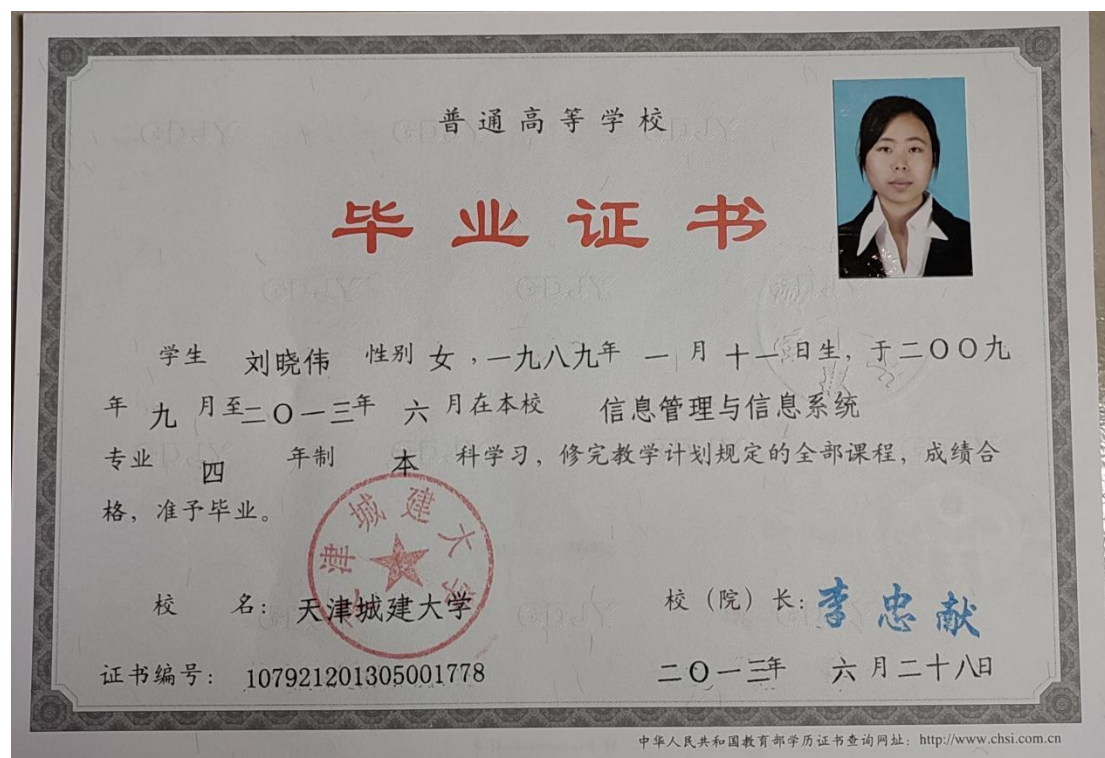 普通高等学校
毕业证书
学生 刘晓伟 性别 女，一九八九年 一 月 十一日生，于二〇〇九
年 九 月至二〇一三年 六 月在本校 信息管理与信息系统
专业 四 年制 本 科学习，修完教学计划规定的全部课程，成绩合
格，准予毕业。
天津城建大学
校 名：天津城建大学 校（院）长：李忠献
证书编号：107921201305001778 二〇一三年 六月二十八日
中华人民共和国教育部学历证书查询网址：http://www.chsi.com.cn